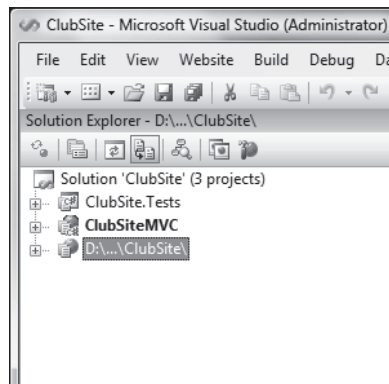 ClubSite - Microsoft Visual Studio (Administrator)
File Edit View Website Build Debug Da
Solution Explorer - D:\...\ClubSite\
Solution 'ClubSite' (3 projects)
ClubSite.Tests
ClubSiteMVC
D:\...\ClubSite\